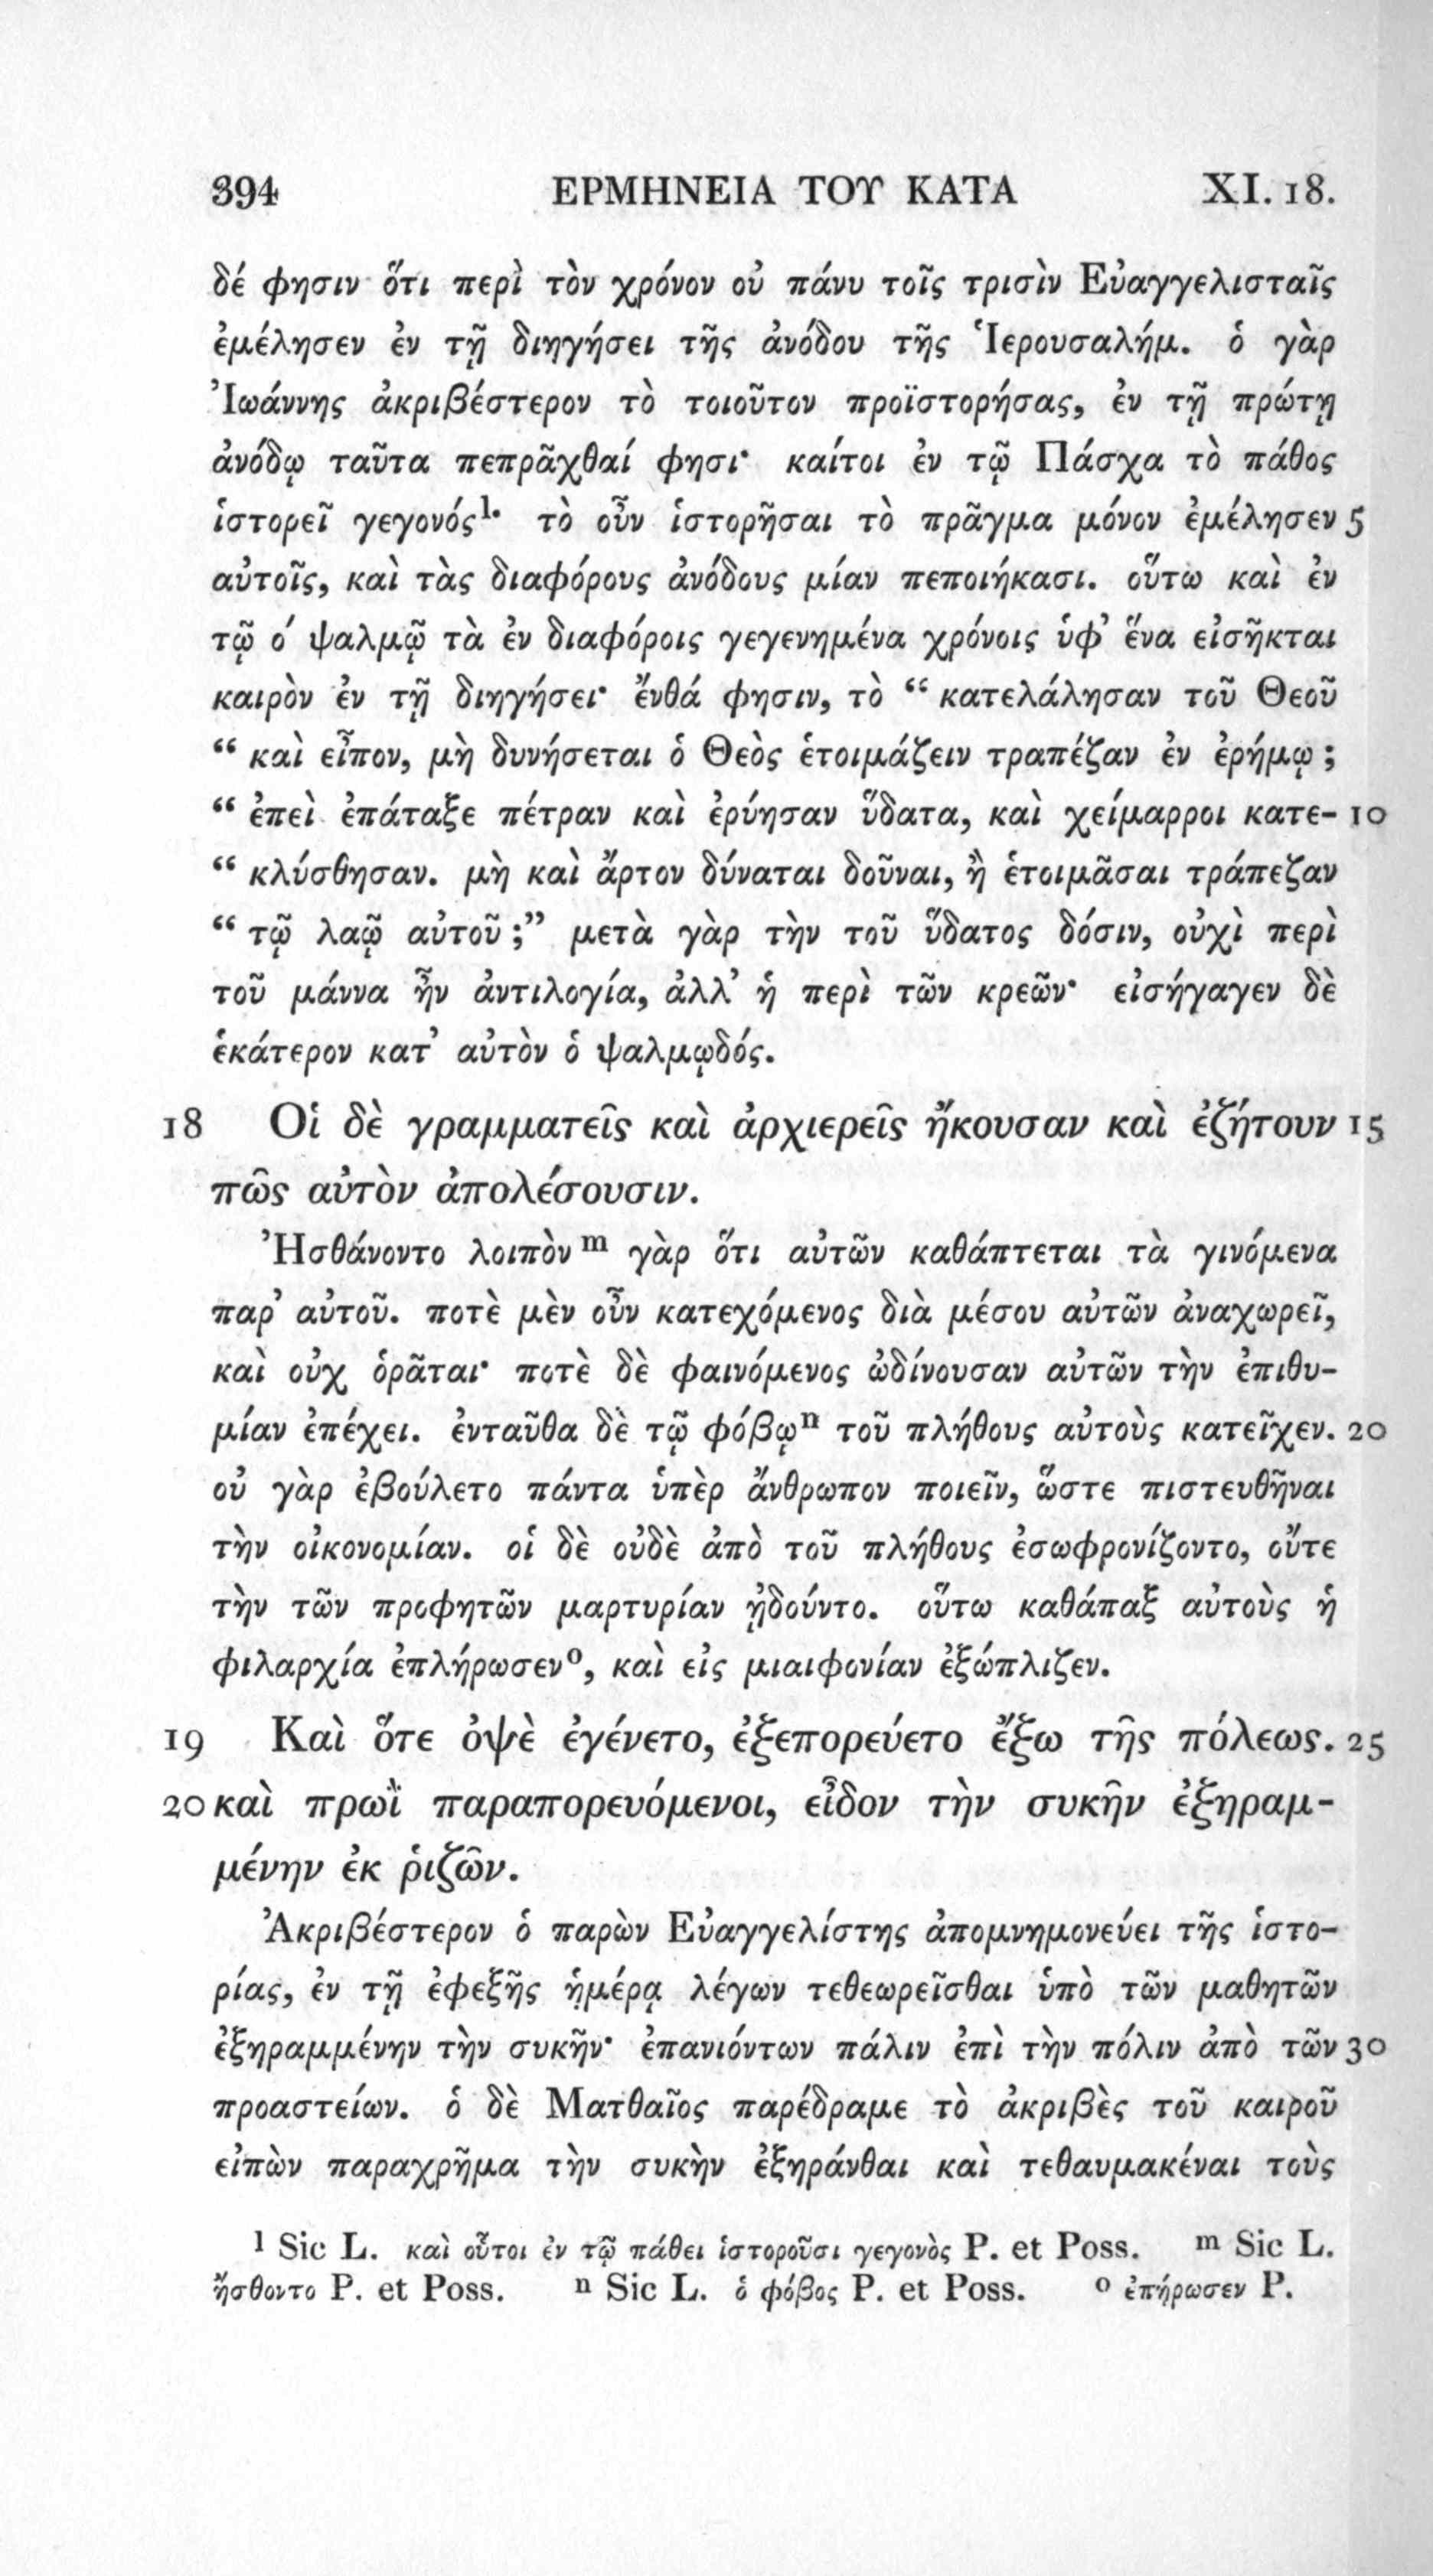 394 ΕΡΜΗΝΕΙΑ ΤΟΥ ΚΑΤΑ XI. 18.
δέ φησιν ὅτι περὶ τὸν χρόνον οὐ πάνυ τοῖς τρισὶν Εὐαγγελισταῖς
ἐμέλησεν ἐν τῇ διηγήσει τῆς ἀνόδου τῆς Ἱερουσαλήμ. ὁ γὰρ
Ἰωάννης ἀκριβέστερον τὸ τοιοῦτον προϊστορήσας, ἐν τῇ πρώτῃ
ἀνόδῳ ταῦτα πεπρᾶχθαί φησι· καίτοι ἐν τῷ Πάσχα τὸ πάθος
ἱστορεῖ γεγονός l· τὸ οὖν ἱστορῆσαι τὸ πρᾶγμα μόνον ἐμέλησεν 5
αὐτοῖς, καὶ τὰς διαφόρους ἀνόδους μίαν πεποιήκασι. οὕτω καὶ ἐν
τῷ ο´ ψαλμῷ τὰ ἐν διαφόροις γεγενημένα χρόνοις ὑφ’ ἕνα εἰσῆκται
καιρὸν ἐν τῇ διηγήσει· ἔνθά φησιν, τὸ “ κατελάλησαν τοῦ Θεοῦ
“ καὶ εἶπον, μὴ δυνήσεται ὁ Θεὸς ἑτοιμάζειν τραπέζαν ἐν ἐρήμῳ ;
“ ἐπεὶ ἐπάταξε πέτραν καὶ ἐρύησαν ὕδατα, καὶ χείμαρροι κατε- 10
“ κλύσθησαν. μὴ καὶ ἄρτον δύναται δοῦναι, ἢ ἑτοιμᾶσαι τράπεζαν
“ τῷ λαῷ αὐτοῦ ;” μετὰ γὰρ τὴν τοῦ ὕδατος δόσιν, οὐχὶ περὶ
τοῦ μάννα ἦν ἀντιλογία, ἀλλ’ ἡ περὶ τῶν κρεῶν· εἰσήγαγεν δὲ
ἑκάτερον κατ’ αὐτὸν ὁ ψαλμῳδός.
18 Οἱ δὲ γραμματεῖς καὶ ἀρχιερεῖς ἤκουσαν καὶ ἐζήτουν 15
πῶς αὐτὸν ἀπολέσουσιν.
Ἠσθάνοντο λοιπὸν m γὰρ ὅτι αὐτῶν καθάπτεται τὰ γινόμενα
παρ’ αὐτοῦ. ποτὲ μὲν οὖν κατεχόμενος διὰ μέσου αὐτῶν ἀναχωρεῖ,
καὶ οὐχ ὁρᾶται· ποτὲ δὲ φαινόμενος ὠδίνουσαν αὐτῶν τὴν ἐπιθυ-
μίαν ἐπέχει. ἐνταῦθα δὲ τῷ φόβῳ n τοῦ πλήθους αὐτοὺς κατεῖχεν. 20
οὐ γὰρ ἐβούλετο πάντα ὑπὲρ ἄνθρωπον ποιεῖν, ὥστε πιστευθῆναι
τὴν οἰκονομίαν. οἱ δὲ οὐδὲ ἀπὸ τοῦ πλήθους ἐσωφρονίζοντο, οὔτε
τὴν τῶν προφητῶν μαρτυρίαν ᾐδούντο. οὕτω καθάπαξ αὐτοὺς ἡ
φιλαρχία ἐπλήρωσεν o, καὶ εἰς μιαιφονίαν ἐξώπλιζεν.
19 Καὶ ὅτε ὀψὲ ἐγένετο, ἐξεπορεύετο ἔξω τῆς πόλεως. 25
20 καὶ πρωῒ παραπορευόμενοι, εἶδον τὴν συκῆν ἐξηραμ-
μένην ἐκ ῥιζῶν.
Ἀκριβέστερον ὁ παρὼν Εὐαγγελίστης ἀπομνημονεύει τῆς ἱστο-
ρίας, ἐν τῇ ἐφεξῆς ἡμέρᾳ λέγων τεθεωρεῖσθαι ὑπὸ τῶν μαθητῶν
ἐξηραμμένην τὴν συκῆν· ἐπανιόντων πάλιν ἐπὶ τὴν πόλιν ἀπὸ τῶν 30
προαστείων. ὁ δὲ Ματθαῖος παρέδραμε τὸ ἀκριβὲς τοῦ καιροῦ
εἰπὼν παραχρῆμα τὴν συκὴν ἐξηράνθαι καὶ τεθαυμακέναι τοὺς
l Sic L. καὶ οὗτοι ἐν τῷ πάθει ἱστοροῦσι γεγονὸς P. et Poss. m Sic L.
ᾔσθοντο P. et Poss. n Sic L. ὁ φόβος P. et Poss. o ἐπήρωσεν P.